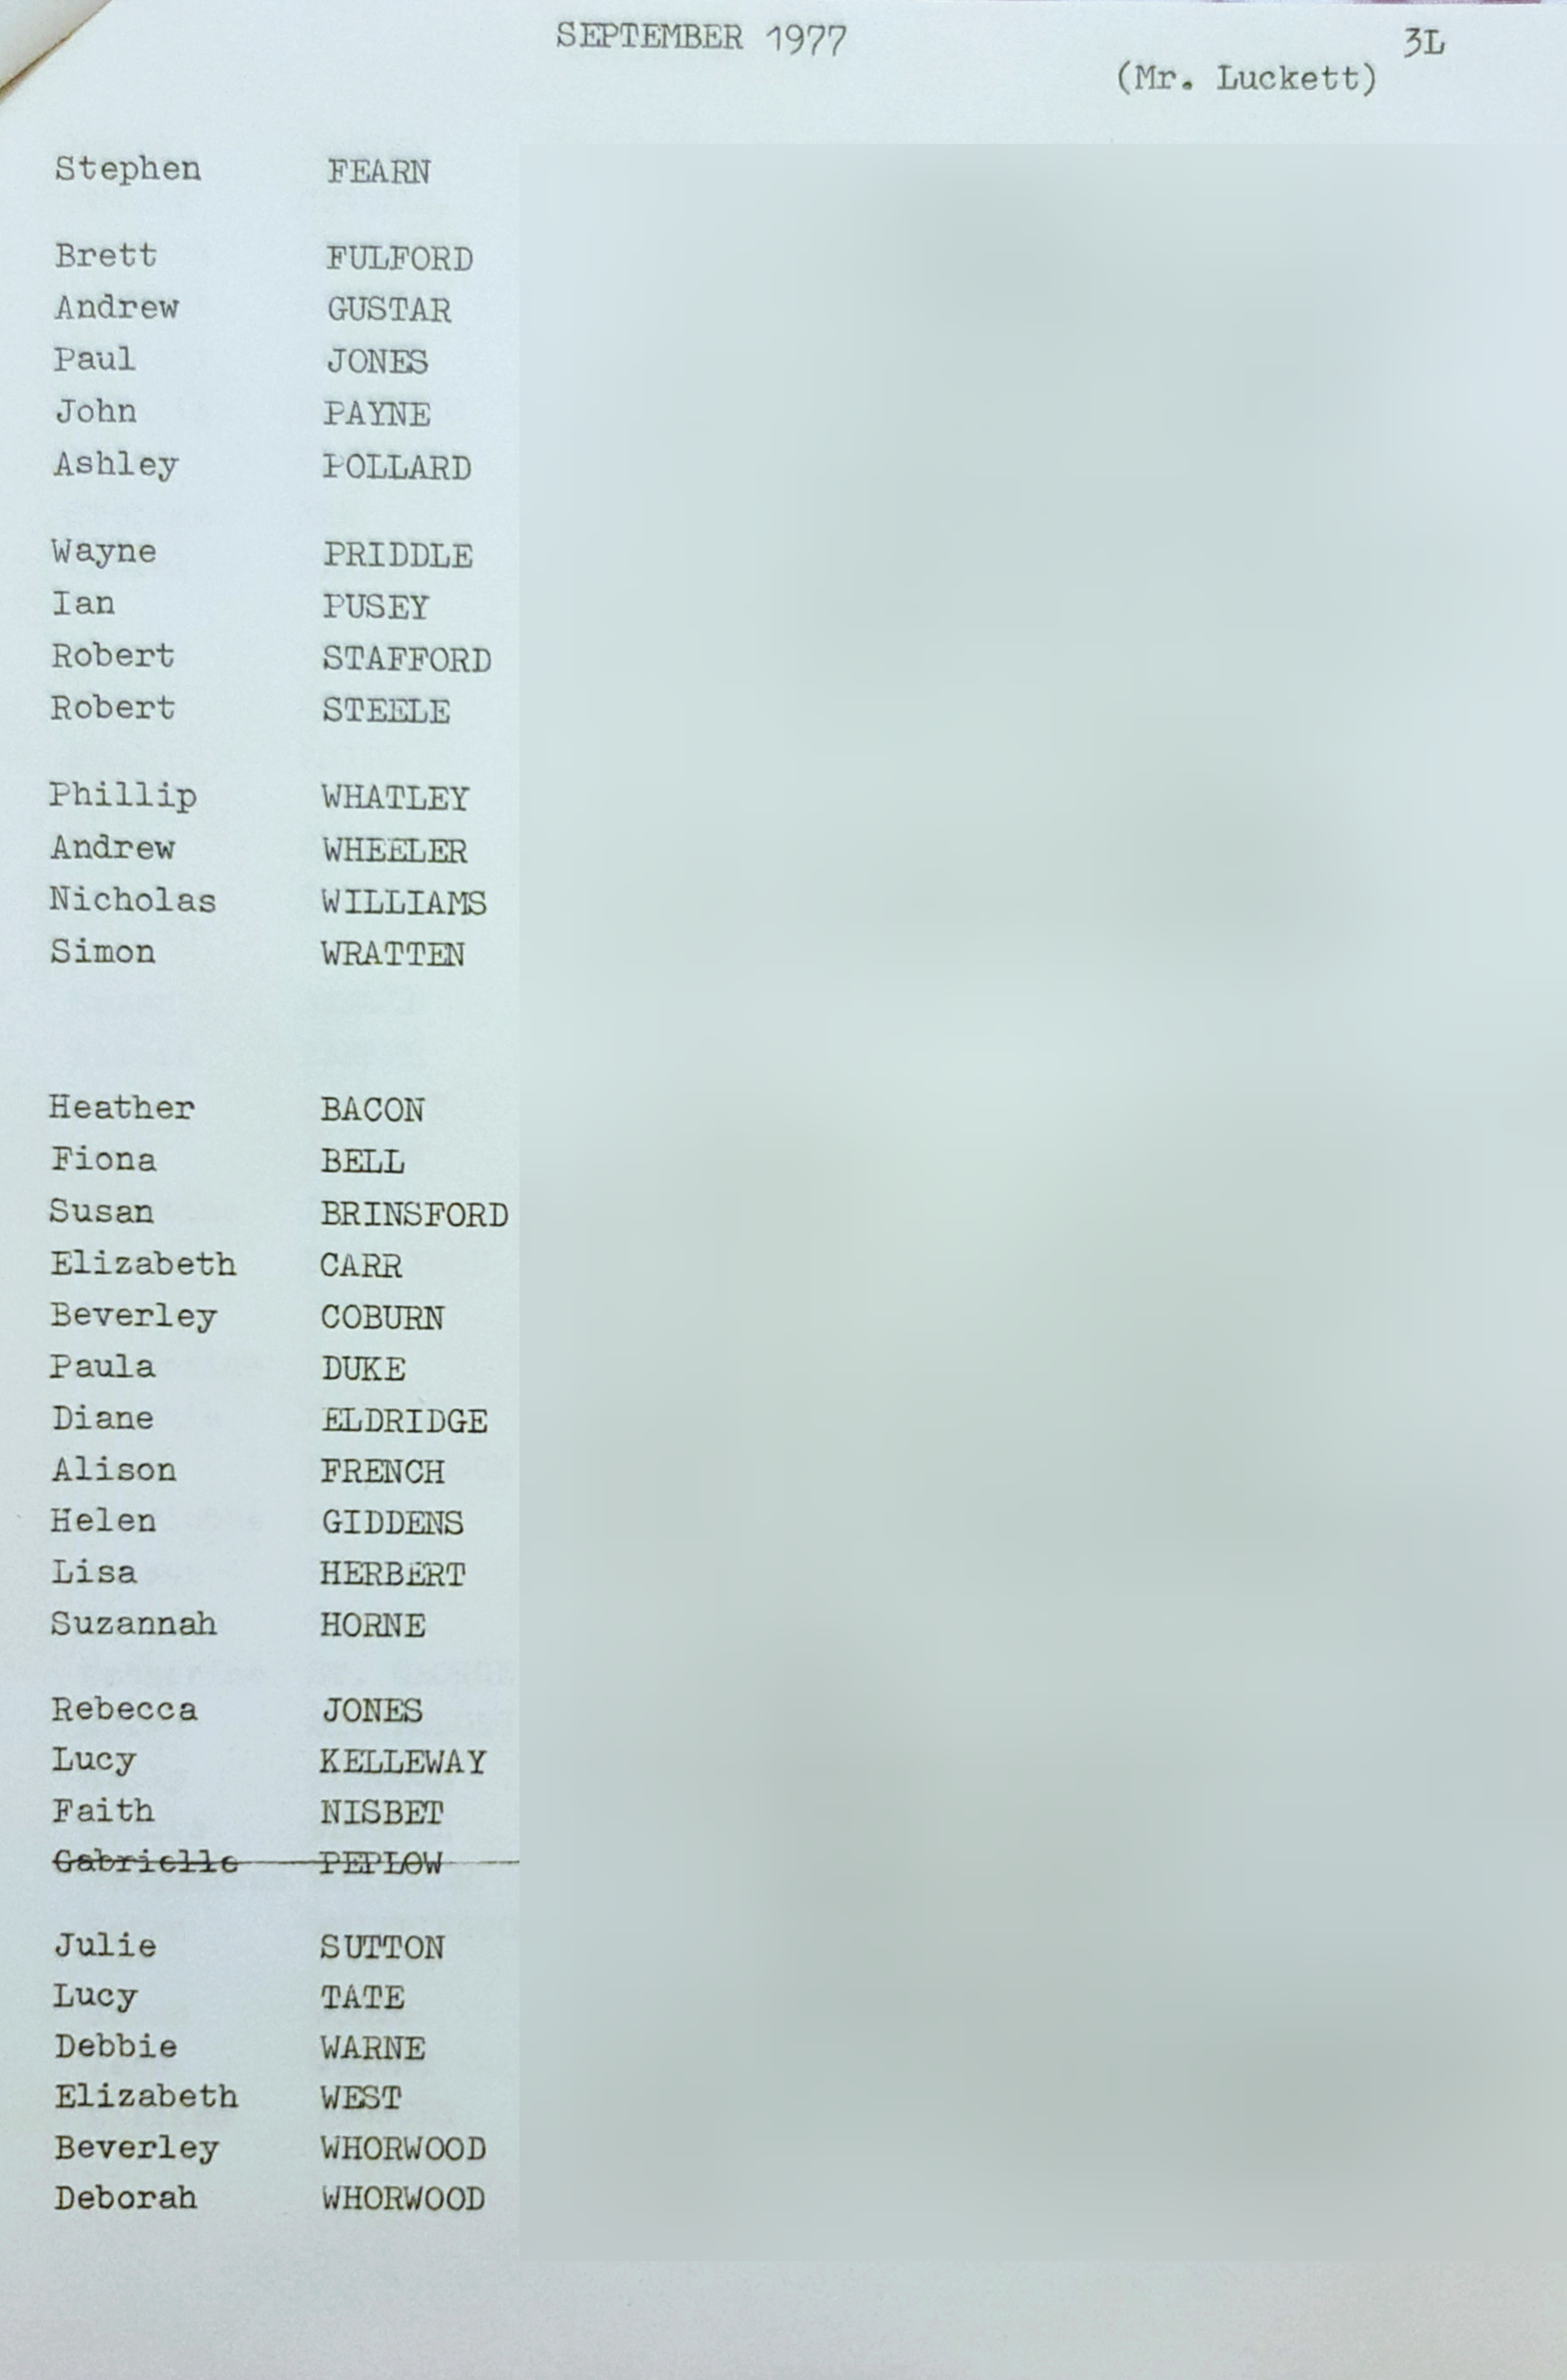 SEPTEMBER 1977 3L
(Mr. Luckett)
Stephen FEARN
Brett FULFORD
Andrew GUSTAR
Paul JONES
John PAYNE
Ashley POLLARD
Wayne PRIDDLE
Ian PUSEY
Robert STAFFORD
Robert STEELE
Phillip WHATLEY
Andrew WHEELER
Nicholas WILLIAMS
Simon WRATTEN
Heather BACON
Fiona BELL
Susan BRINSFORD
Elizabeth CARR
Beverley COBURN
Paula DUKE
Diane ELDRIDGE
Alison FRENCH
Helen GIDDENS
Lisa HERBERT
Suzannah HORNE
Rebecca JONES
Lucy KELLEWAY
Faith NISBET
Gabrielle PEPLOW
Julie SUTTON
Lucy TATE
Debbie WARNE
Elizabeth WEST
Beverley WHORWOOD
Deborah WHORWOOD